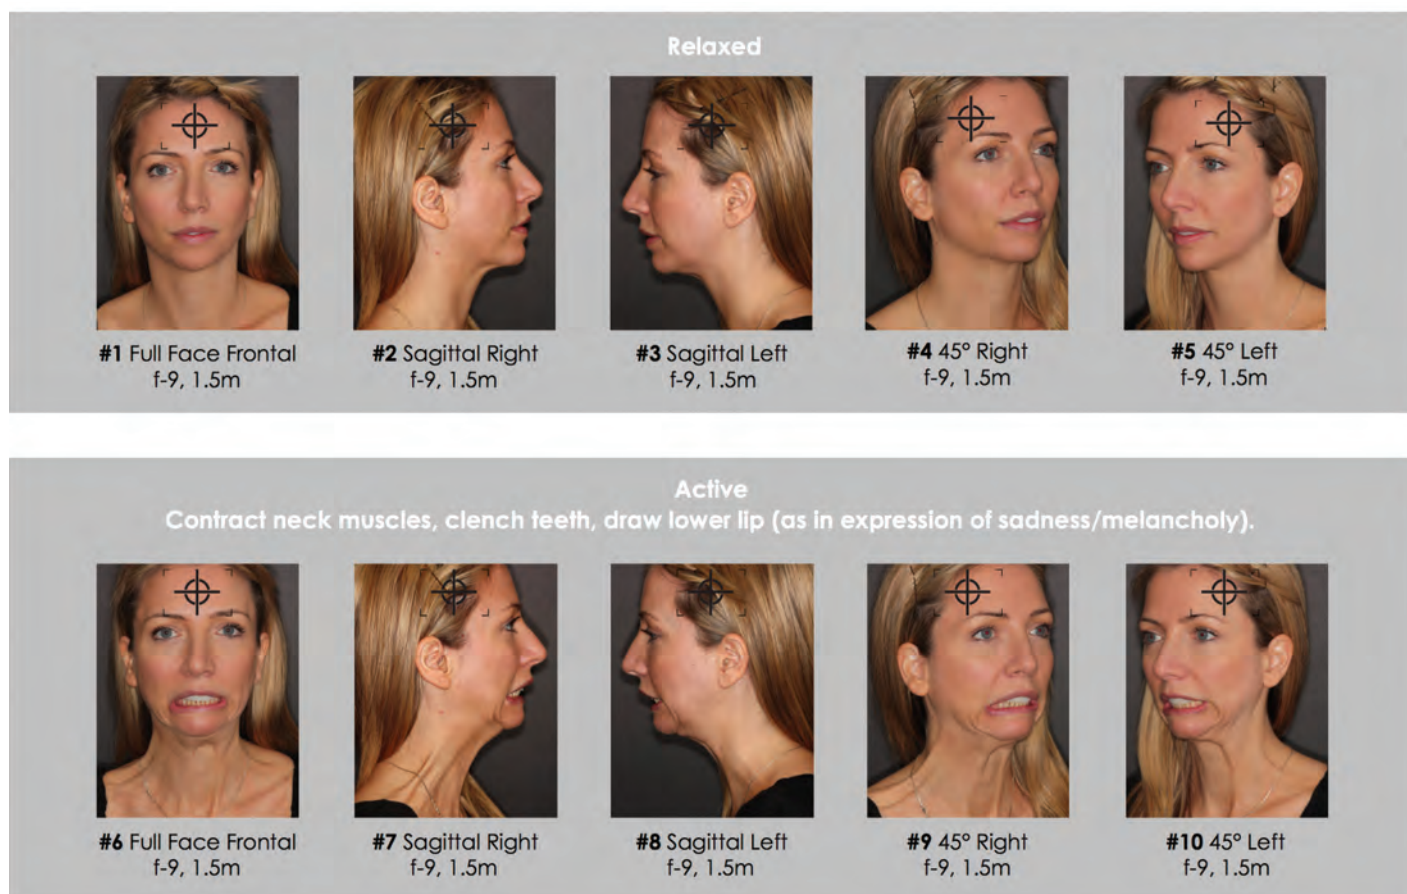 Relaxed
#1 Full Face Frontal
f-9, 1.5m
#2 Sagittal Right
f-9, 1.5m
#3 Sagittal Left
f-9, 1.5m
#4 45° Right
f-9, 1.5m
#5 45° Left
f-9, 1.5m
Active
Contract neck muscles, clench teeth, draw lower lip (as in expression of sadness/melancholy).
#6 Full Face Frontal
f-9, 1.5m
#7 Sagittal Right
f-9, 1.5m
#8 Sagittal Left
f-9, 1.5m
#9 45° Right
f-9, 1.5m
#10 45° Left
f-9, 1.5m